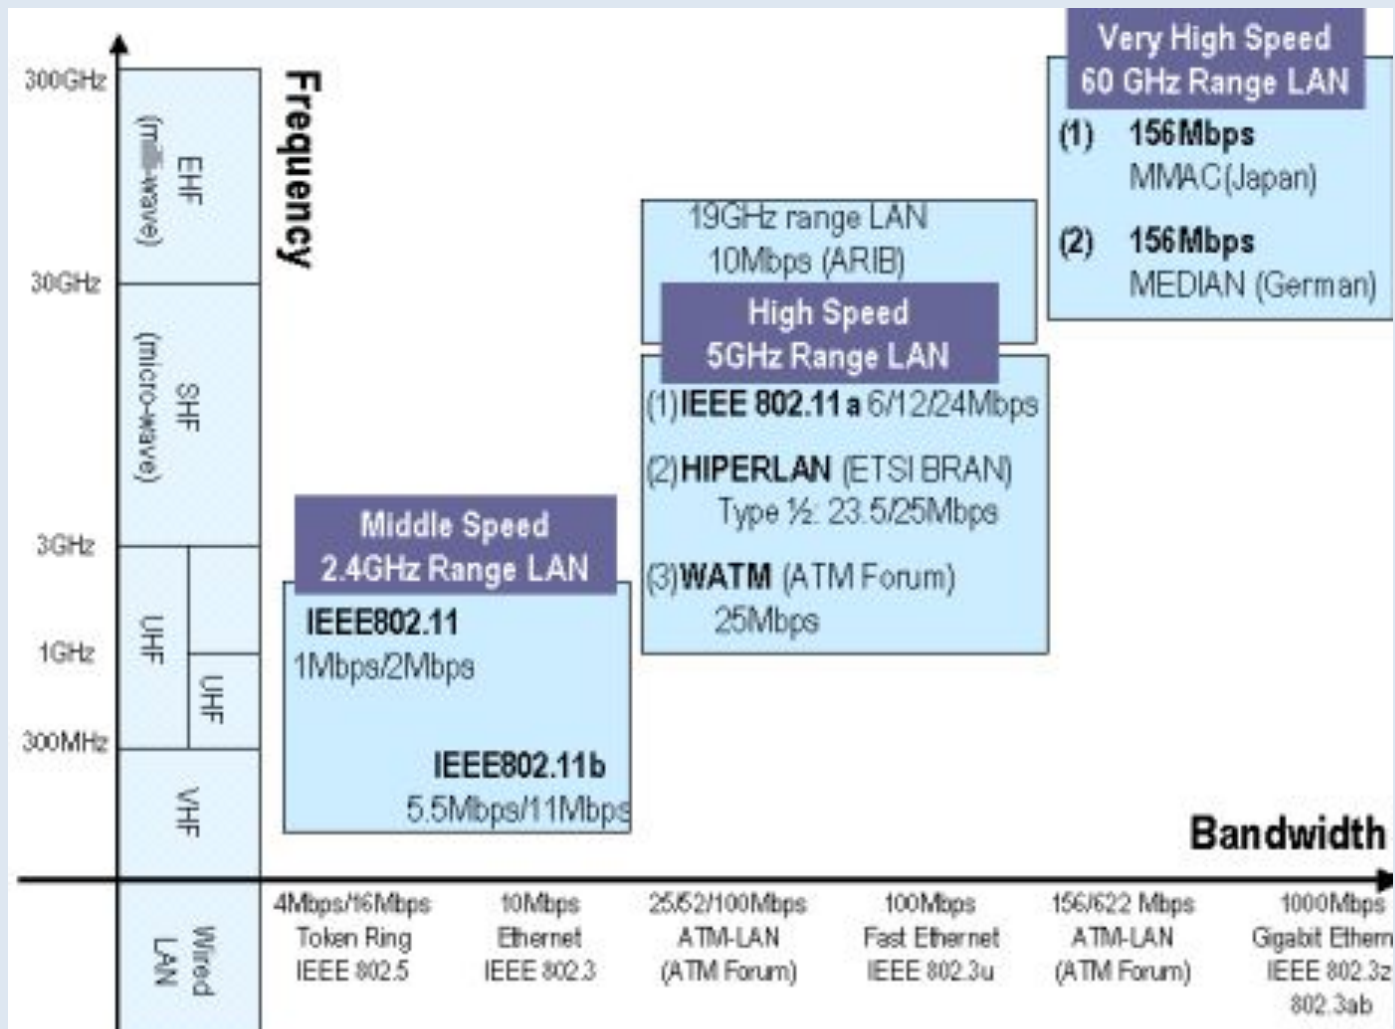 300GHz
30GHz
3GHz
1GHz
300MHz
EHF
(milli-wave)
SHF
(micro-wave)
UHF
UHF
VHF
Wired
LAN
Frequency
Middle Speed
2.4GHz Range LAN
IEEE802.11
1Mbps/2Mbps
IEEE802.11b
5.5Mbps/11Mbps
19GHz range LAN
10Mbps (ARIB)
High Speed
5GHz Range LAN
(1) IEEE 802.11a 6/12/24Mbps
(2) HIPERLAN (ETSI BRAN)
Type ½: 23.5/25Mbps
(3) WATM (ATM Forum)
25Mbps
Very High Speed
60 GHz Range LAN
(1) 156Mbps
MMAC(Japan)
(2) 156Mbps
MEDIAN (German)
Bandwidth
4Mbps/16Mbps
Token Ring
IEEE 802.5
10Mbps
Ethernet
IEEE 802.3
25/52/100Mbps
ATM-LAN
(ATM Forum)
100Mbps
Fast Ethernet
IEEE 802.3u
156/622 Mbps
ATM-LAN
(ATM Forum)
1000Mbps
Gigabit Ethern
IEEE 802.3z
802.3ab